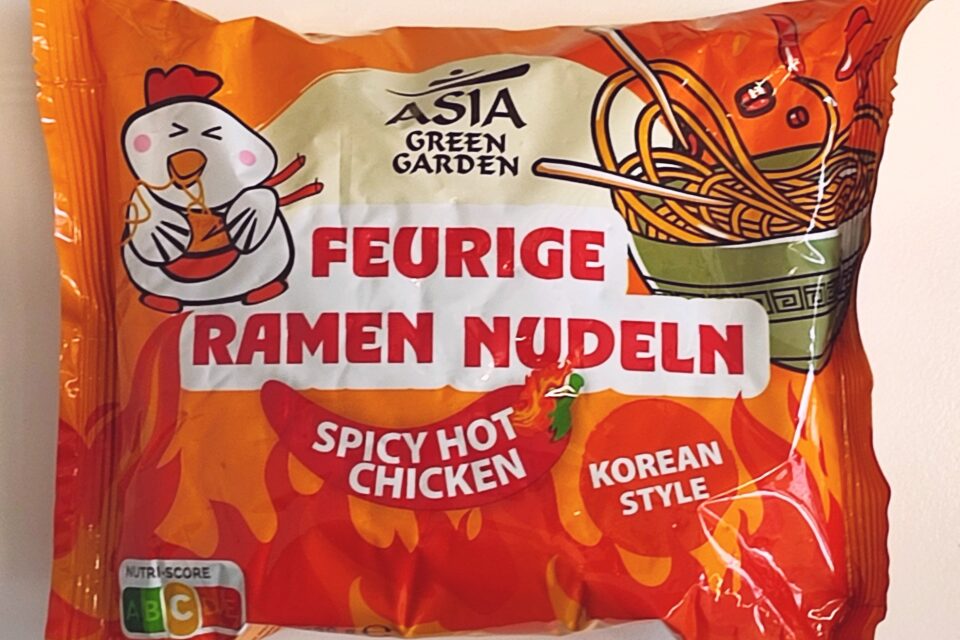 ASIA
GREEN
GARDEN
FEURIGE
RAMEN NUDELN
SPICY HOT
CHICKEN
KOREAN
STYLE
NUTRI-SCORE
A B C D E